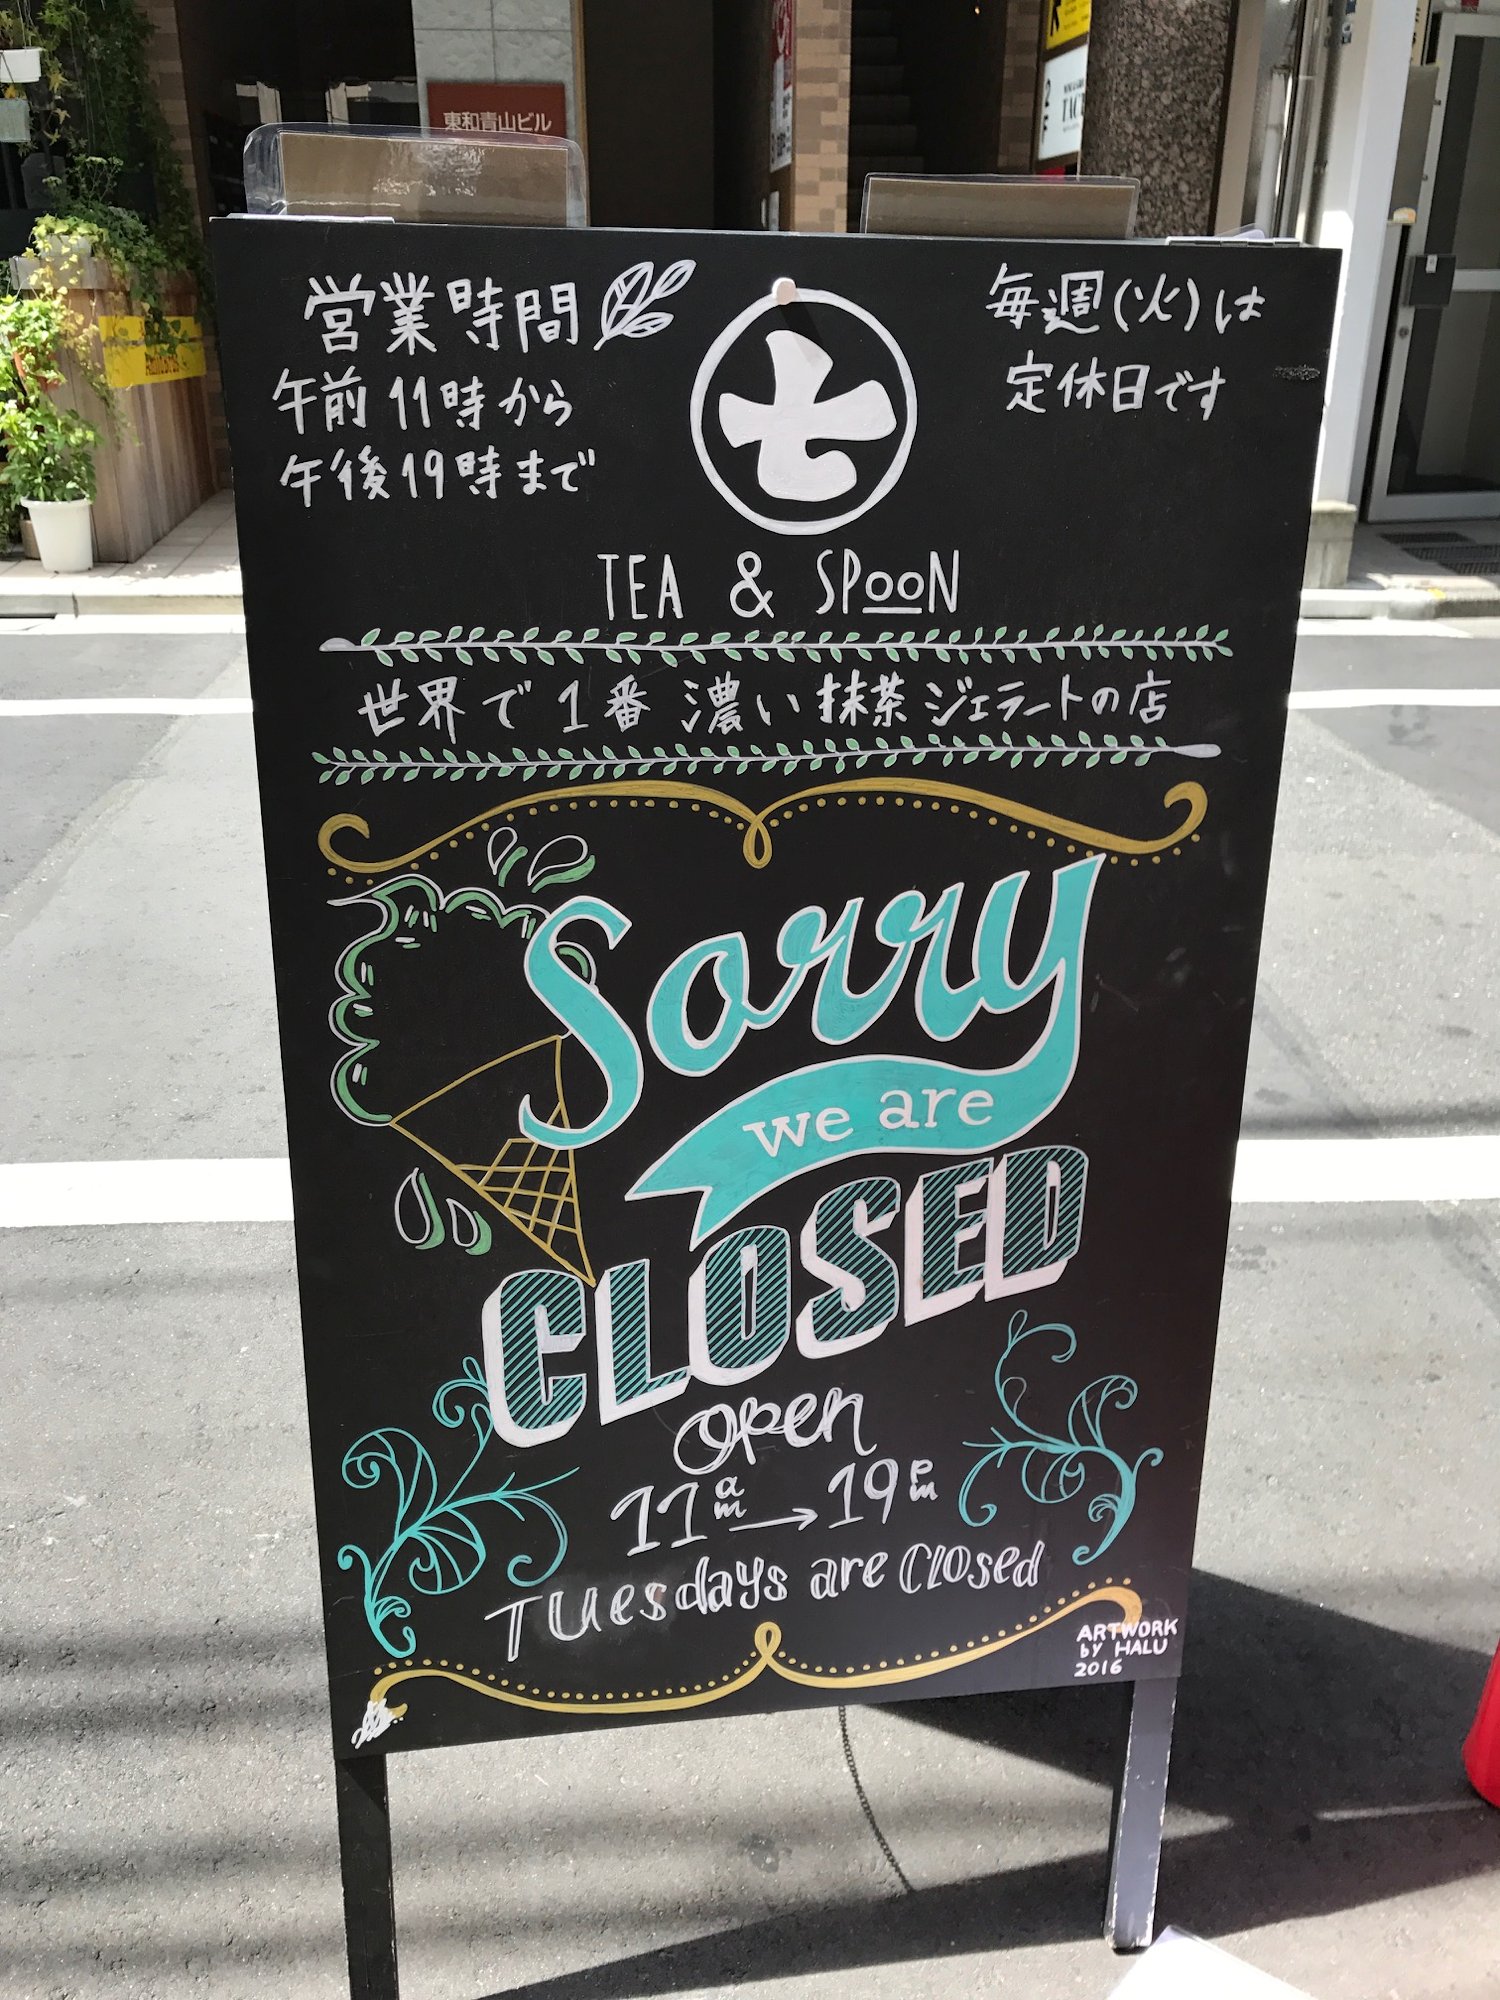 東和青山ビル
2F
営業時間
午前11時から
午後19時まで
七
毎週(火)は
定休日です
TEA & SPOON
世界で1番濃い抹茶ジェラートの店
Sorry
we are
CLOSED
open
11am → 19pm
Tuesdays are closed
ARTWORK
by HALU
2016